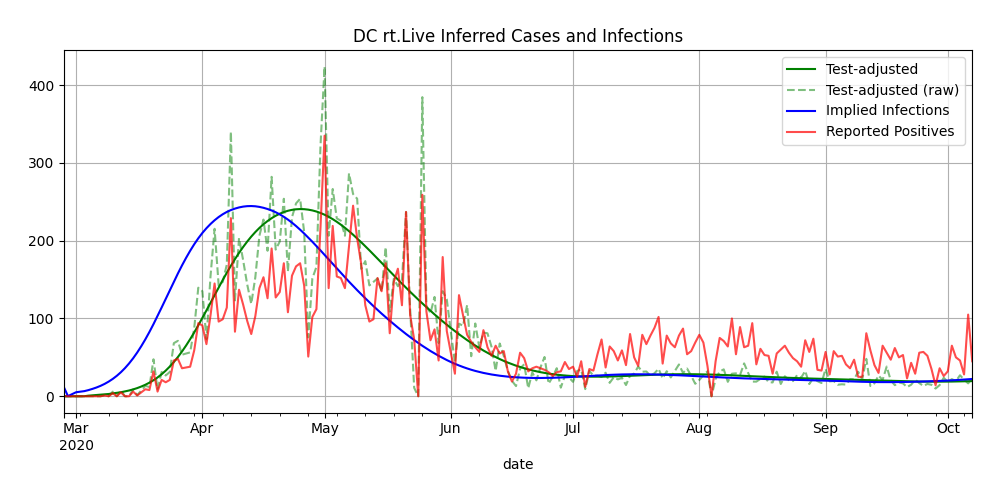 DC rt.Live Inferred Cases and Infections
400
300
200
100
0
Test-adjusted
Test-adjusted (raw)
Implied Infections
Reported Positives
Mar Apr May Jun Jul Aug Sep Oct
2020
date